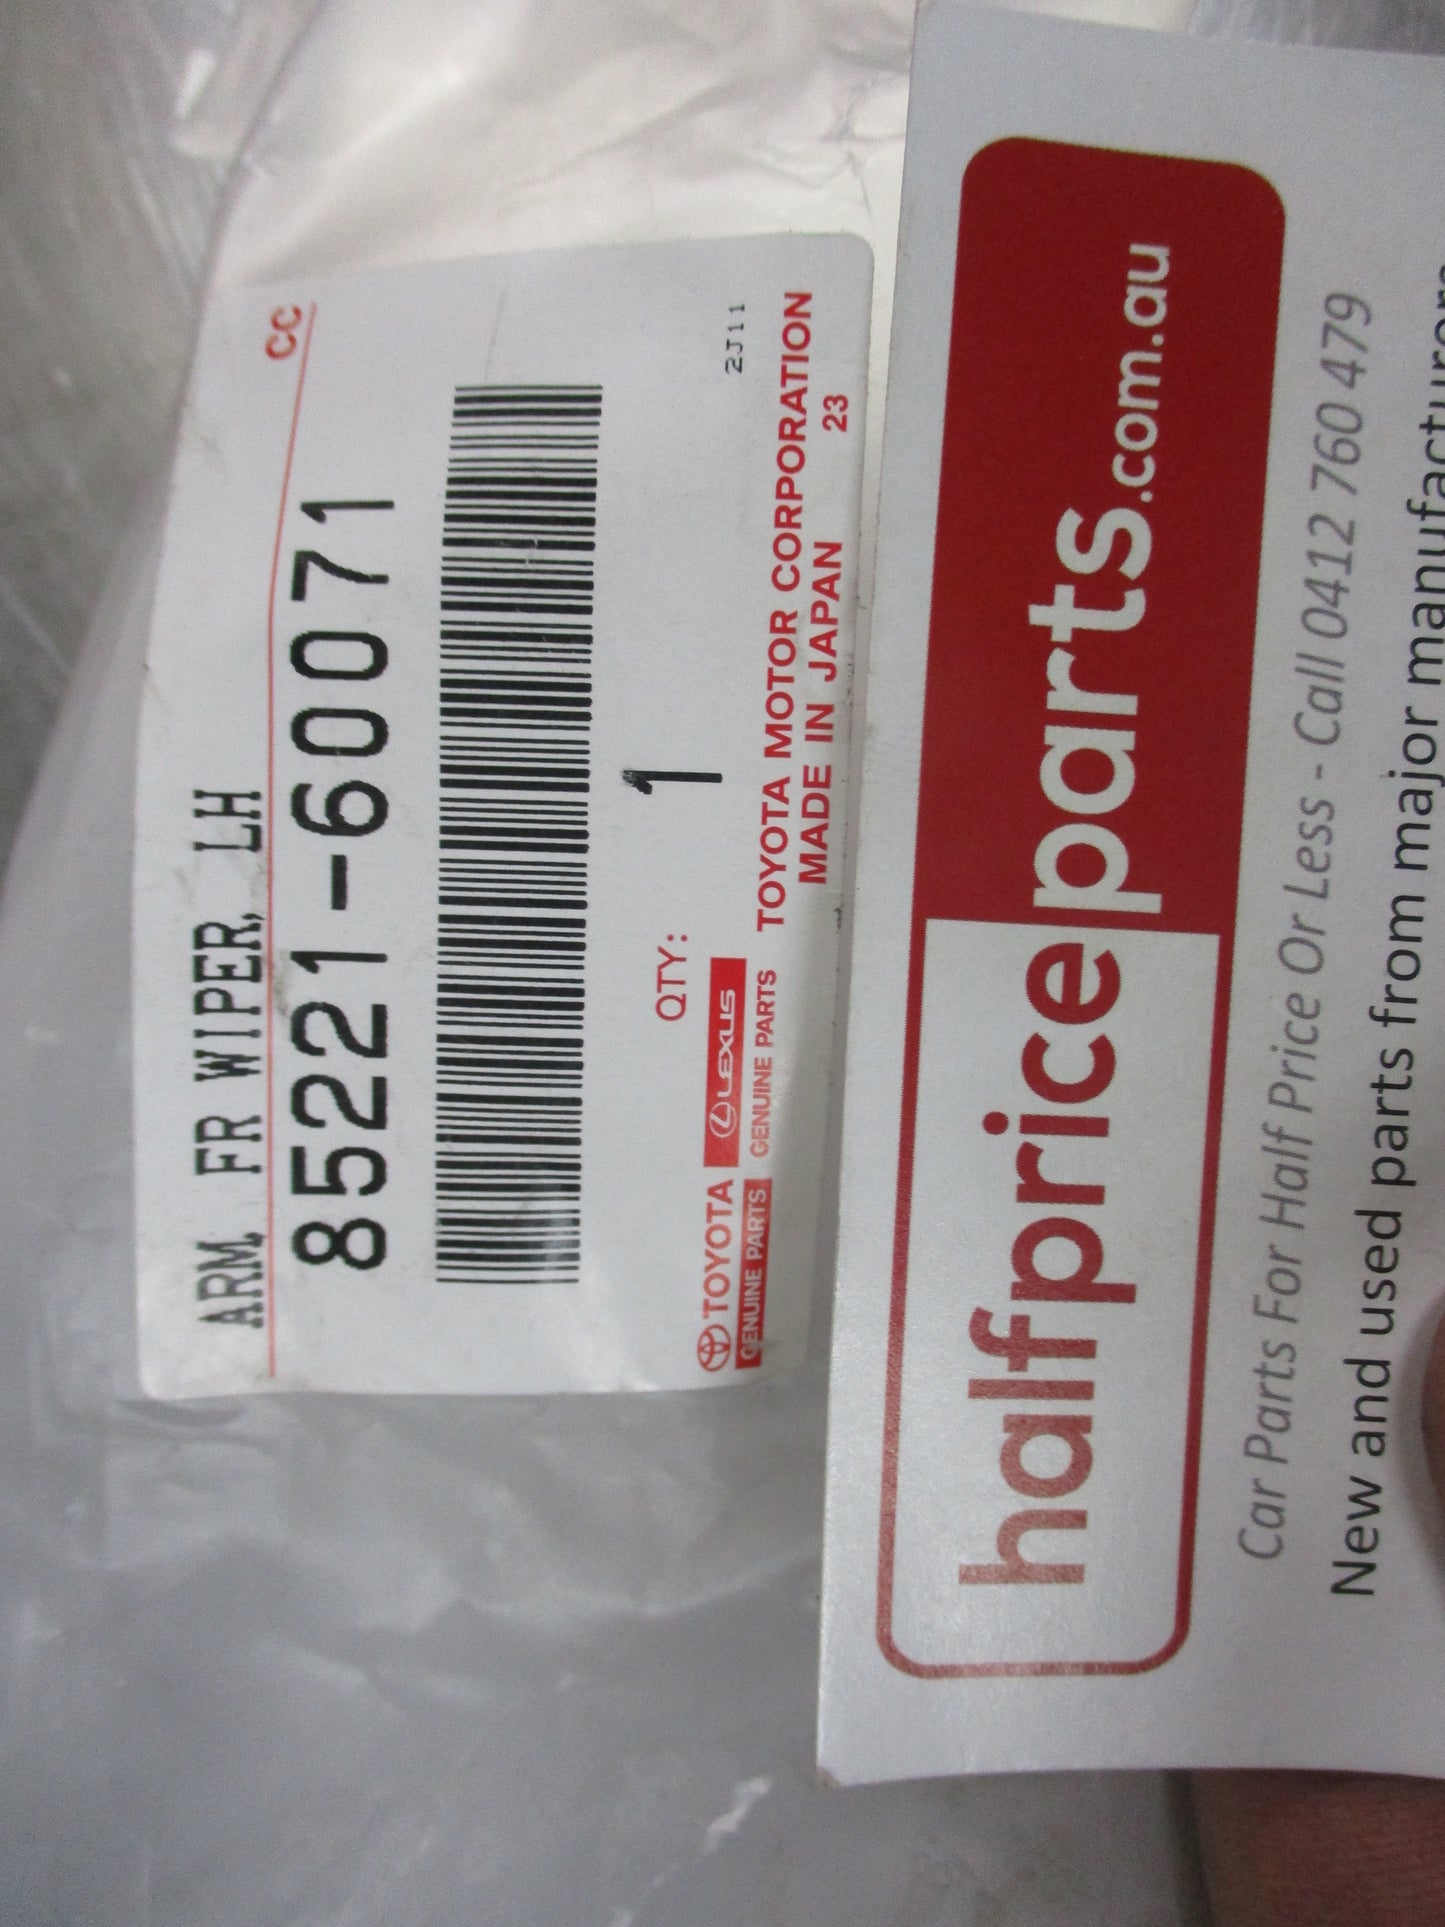 CC
ARM, FR WIPER, LH
85221-60071
QTY: 1
2J11
TOYOTA LEXUS
GENUINE PARTS GENUINE PARTS
TOYOTA MOTOR CORPORATION
MADE IN JAPAN 23
halfpriceparts.com.au
Car Parts For Half Price Or Less - Call 0412 760 479
New and used parts from major manufacturers